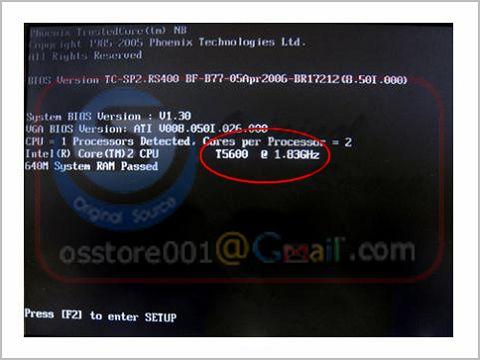 Phoenix TrustedCore(tm) NB
Copyright 1985-2005 Phoenix Technologies Ltd.
All Rights Reserved
BIOS Version TC-SP2.RS400 BF-B77-05Apr2006-BR17212(8.50I.000)
System BIOS Version : V1.30
VGA BIOS Version: ATI V008.050I.026.000
CPU = 1 Processors Detected, Cores per Processor = 2
Intel(R) Core(TM)2 CPU T5600 @ 1.83GHz
640M System RAM Passed
Original Source
osstore001@Gmail.com
Press [F2] to enter SETUP